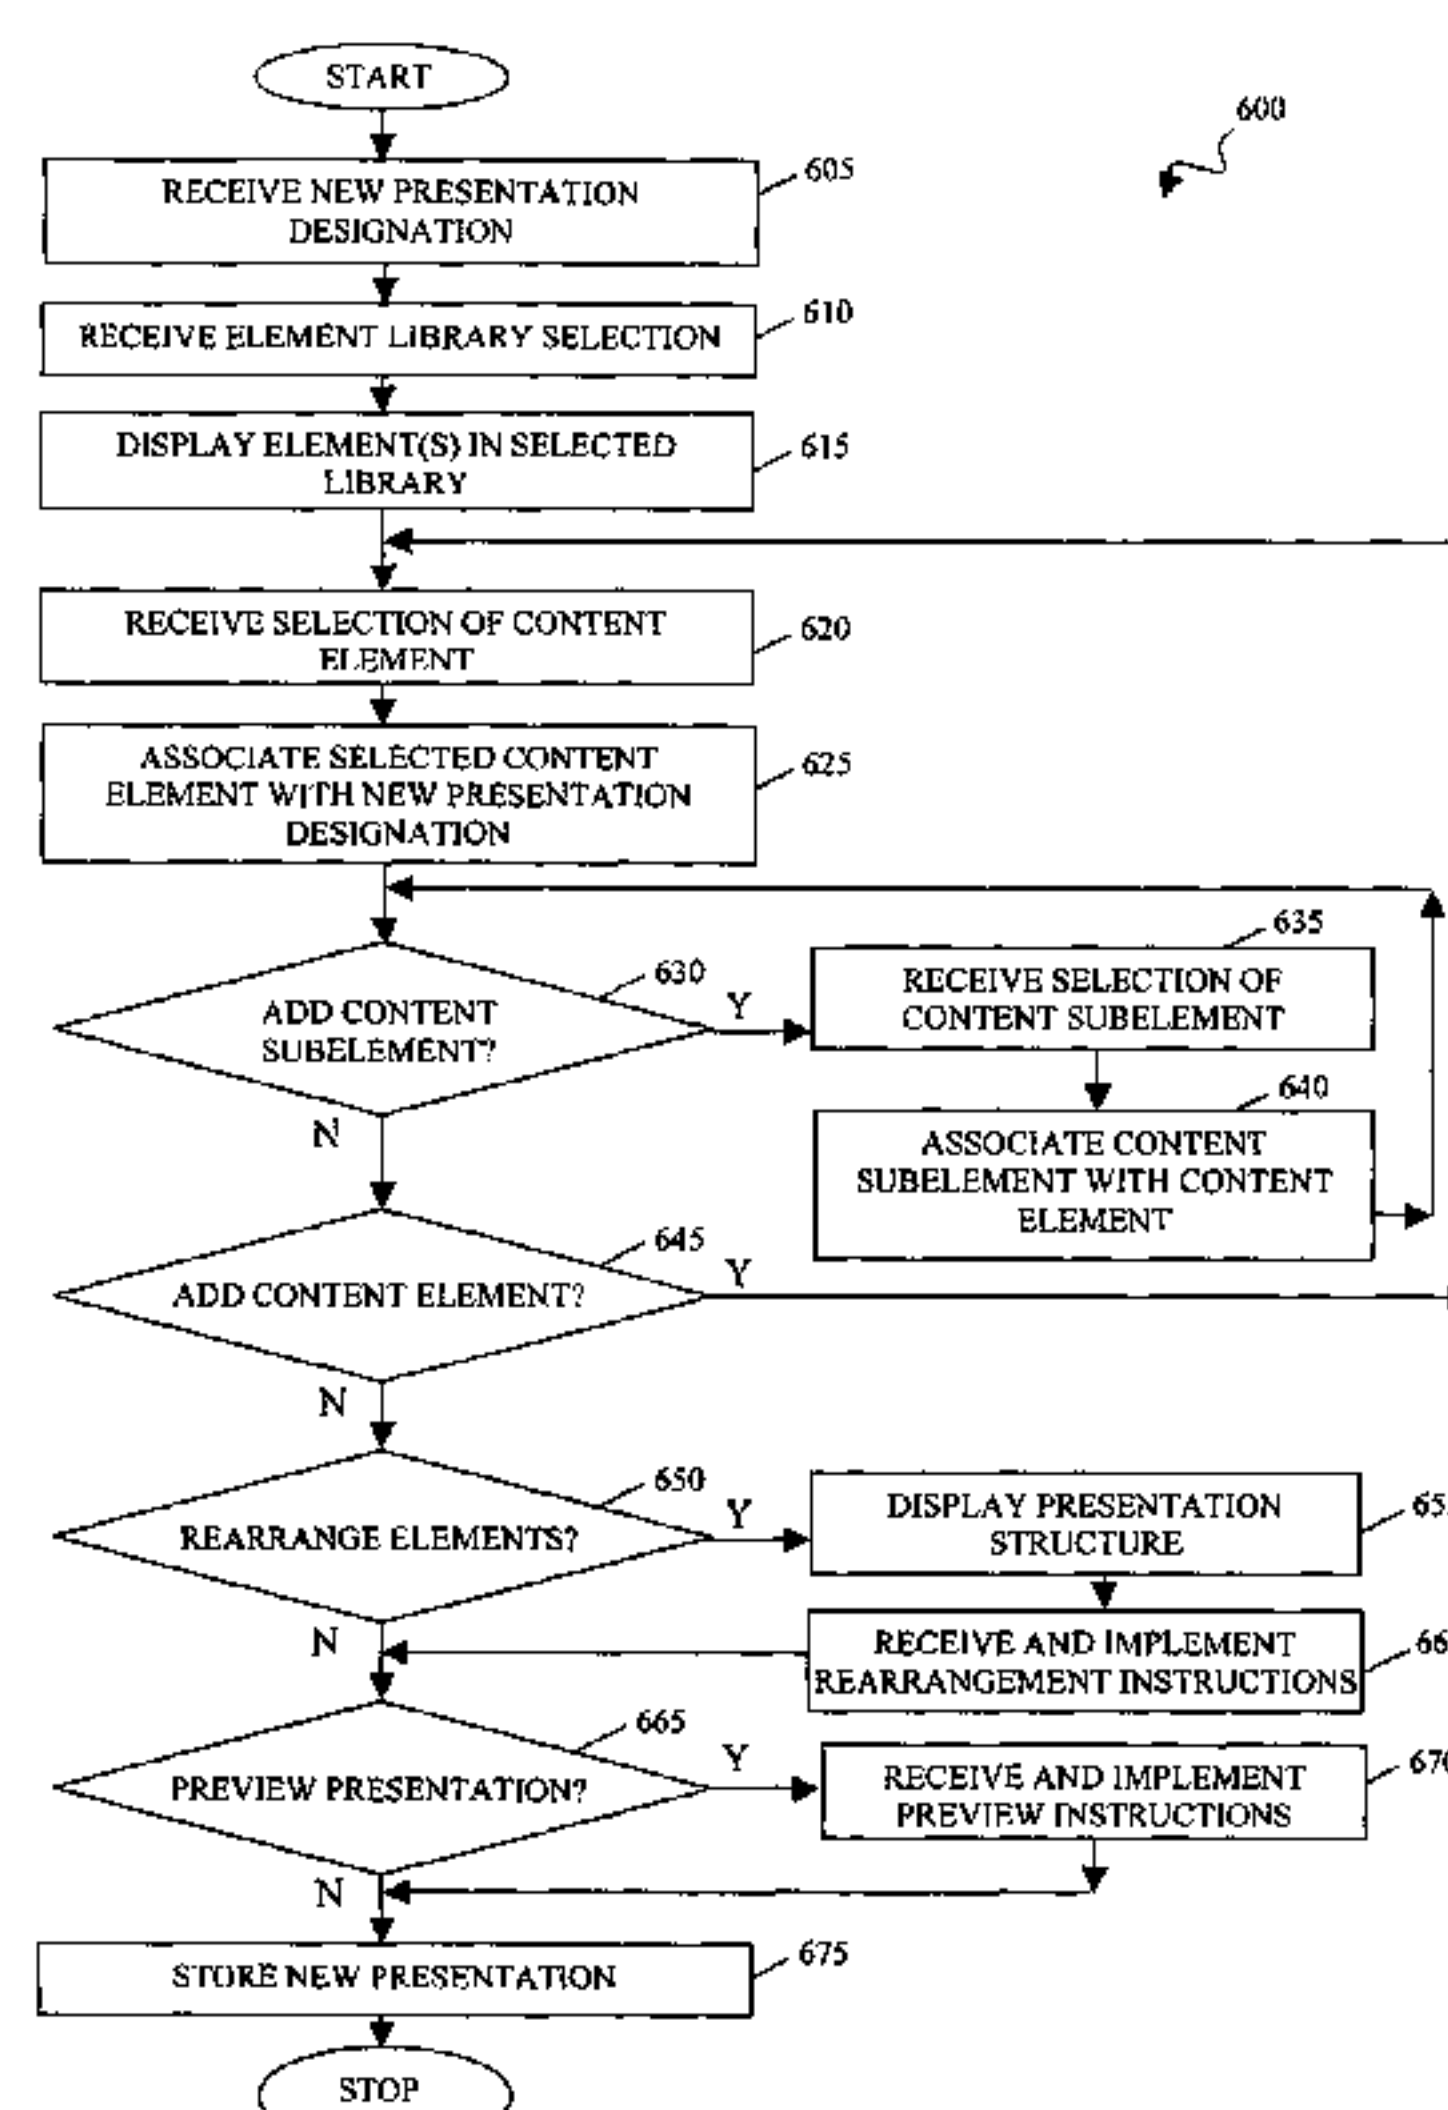 START
600
605
RECEIVE NEW PRESENTATION
DESIGNATION
610
RECEIVE ELEMENT LIBRARY SELECTION
615
DISPLAY ELEMENT(S) IN SELECTED
LIBRARY
620
RECEIVE SELECTION OF CONTENT
ELEMENT
625
ASSOCIATE SELECTED CONTENT
ELEMENT WITH NEW PRESENTATION
DESIGNATION
630
ADD CONTENT
SUBELEMENT?
Y
635
RECEIVE SELECTION OF
CONTENT SUBELEMENT
640
ASSOCIATE CONTENT
SUBELEMENT WITH CONTENT
ELEMENT
N
645
ADD CONTENT ELEMENT?
Y
N
650
REARRANGE ELEMENTS?
Y
DISPLAY PRESENTATION
STRUCTURE
N
RECEIVE AND IMPLEMENT
REARRANGEMENT INSTRUCTIONS
665
PREVIEW PRESENTATION?
Y
670
RECEIVE AND IMPLEMENT
PREVIEW INSTRUCTIONS
N
675
STORE NEW PRESENTATION
STOP